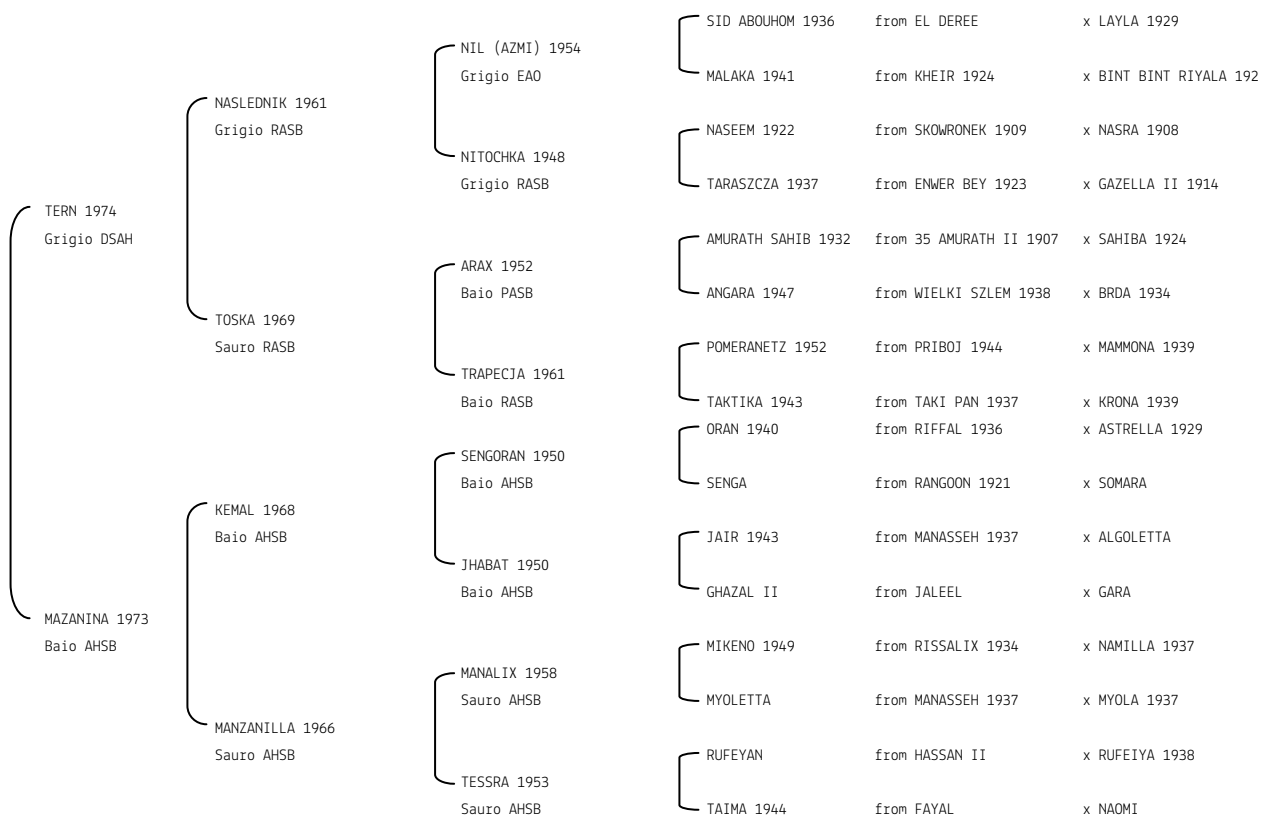 SID ABOUHOM 1936 from EL DEREE x LAYLA 1929
NIL (AZMI) 1954
Grigio EAO MALAKA 1941 from KHEIR 1924 x BINT BINT RIYALA 192
NASLEDNIK 1961
Grigio RASB NASEEM 1922 from SKOWRONEK 1909 x NASRA 1908
NITOCHKA 1948
Grigio RASB TARASZCZA 1937 from ENWER BEY 1923 x GAZELLA II 1914
TERN 1974
Grigio DSAH AMURATH SAHIB 1932 from 35 AMURATH II 1907 x SAHIBA 1924
ARAX 1952
Baio PASB ANGARA 1947 from WIELKI SZLEM 1938 x BRDA 1934
TOSKA 1969
Sauro RASB POMERANETZ 1952 from PRIBOJ 1944 x MAMMONA 1939
TRAPECJA 1961
Baio RASB TAKTIKA 1943 from TAKI PAN 1937 x KRONA 1939
ORAN 1940 from RIFFAL 1936 x ASTRELLA 1929
SENGORAN 1950
Baio AHSB SENGA from RANGOON 1921 x SOMARA
KEMAL 1968
Baio AHSB JAIR 1943 from MANASSEH 1937 x ALGOLETTA
JHABAT 1950
Baio AHSB GHAZAL II from JALEEL x GARA
MAZANINA 1973
Baio AHSB MIKENO 1949 from RISSALIX 1934 x NAMILLA 1937
MANALIX 1958
Sauro AHSB MYOLETTA from MANASSEH 1937 x MYOLA 1937
MANZANILLA 1966
Sauro AHSB RUFEYAN from HASSAN II x RUFEIYA 1938
TESSRA 1953
Sauro AHSB TAIMA 1944 from FAYAL x NAOMI